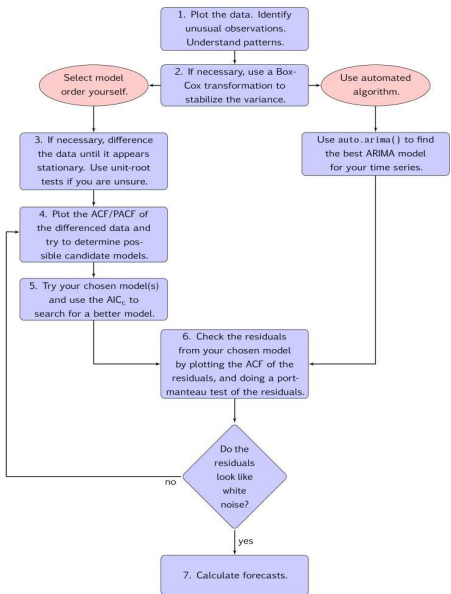 1. Plot the data. Identify
unusual observations.
Understand patterns.
Select model
order yourself.
2. If necessary, use a Box-
Cox transformation to
stabilize the variance.
Use automated
algorithm.
3. If necessary, difference
the data until it appears
stationary. Use unit-root
tests if you are unsure.
Use auto.arima() to find
the best ARIMA model
for your time series.
4. Plot the ACF/PACF of
the differenced data and
try to determine pos-
sible candidate models.
5. Try your chosen model(s)
and use the AICc to
search for a better model.
6. Check the residuals
from your chosen model
by plotting the ACF of the
residuals, and doing a port-
manteau test of the residuals.
Do the
residuals
look like
white
noise?
no
yes
7. Calculate forecasts.